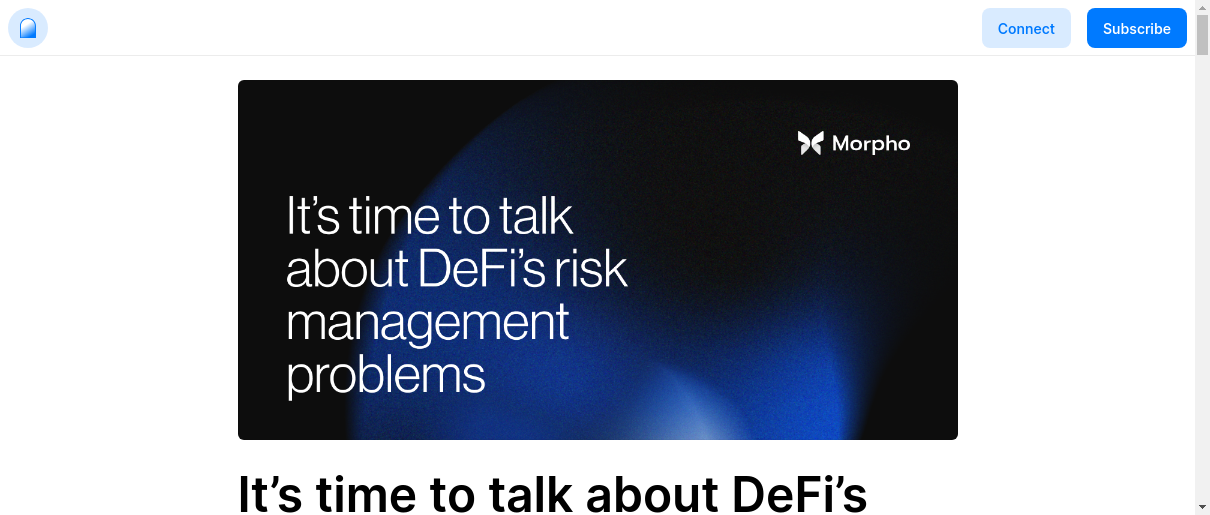 Connect
Subscribe
Morpho
It’s time to talk
about DeFi’s risk
management
problems
It’s time to talk about DeFi’s